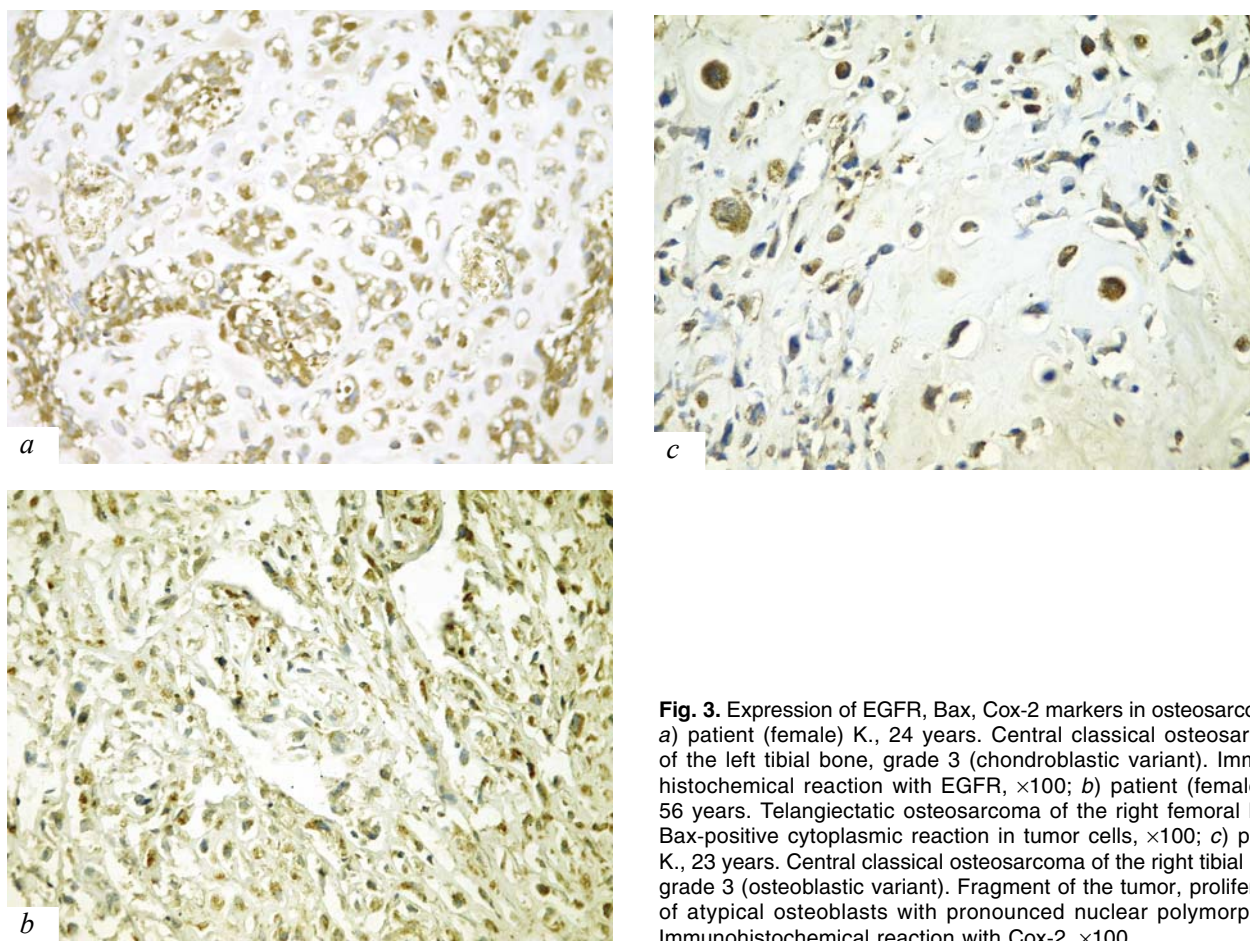 a
c
b
Fig. 3. Expression of EGFR, Bax, Cox-2 markers in osteosarco
a) patient (female) K., 24 years. Central classical osteosar
of the left tibial bone, grade 3 (chondroblastic variant). Imm
histochemical reaction with EGFR, ×100; b) patient (femal
56 years. Telangiectatic osteosarcoma of the right femoral
Bax-positive cytoplasmic reaction in tumor cells, ×100; c) p
K., 23 years. Central classical osteosarcoma of the right tibial
grade 3 (osteoblastic variant). Fragment of the tumor, prolifer
of atypical osteoblasts with pronounced nuclear polymorp
Immunohistochemical reaction with Cox-2, ×100